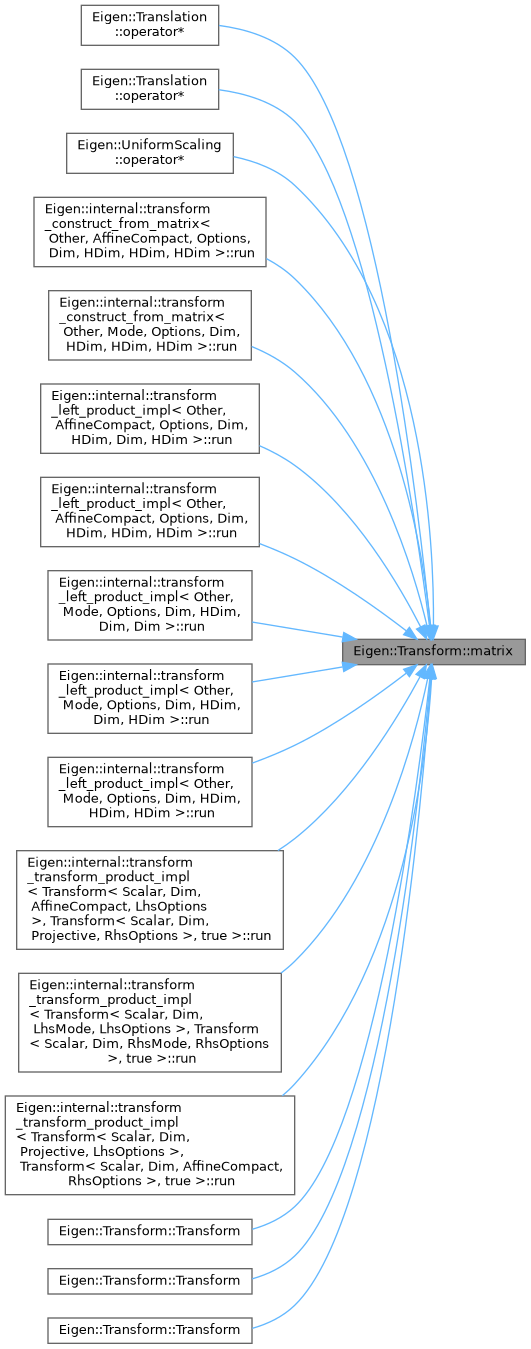 Eigen::Translation
::operator*
Eigen::Translation
::operator*
Eigen::UniformScaling
::operator*
Eigen::internal::transform
_construct_from_matrix<
Other, AffineCompact, Options,
Dim, HDim, HDim, HDim >::run
Eigen::internal::transform
_construct_from_matrix<
Other, Mode, Options, Dim,
HDim, HDim, HDim >::run
Eigen::internal::transform
_left_product_impl< Other,
AffineCompact, Options, Dim,
HDim, Dim, HDim >::run
Eigen::internal::transform
_left_product_impl< Other,
AffineCompact, Options, Dim,
HDim, HDim, HDim >::run
Eigen::internal::transform
_left_product_impl< Other,
Mode, Options, Dim, HDim,
Dim, Dim >::run
Eigen::Transform::matrix
Eigen::internal::transform
_left_product_impl< Other,
Mode, Options, Dim, HDim,
Dim, HDim >::run
Eigen::internal::transform
_left_product_impl< Other,
Mode, Options, Dim, HDim,
HDim, HDim >::run
Eigen::internal::transform
_transform_product_impl
< Transform< Scalar, Dim,
AffineCompact, LhsOptions
>, Transform< Scalar, Dim,
Projective, RhsOptions >, true >::run
Eigen::internal::transform
_transform_product_impl
< Transform< Scalar, Dim,
LhsMode, LhsOptions >, Transform
< Scalar, Dim, RhsMode, RhsOptions
>, true >::run
Eigen::internal::transform
_transform_product_impl
< Transform< Scalar, Dim,
Projective, LhsOptions >,
Transform< Scalar, Dim, AffineCompact,
RhsOptions >, true >::run
Eigen::Transform::Transform
Eigen::Transform::Transform
Eigen::Transform::Transform